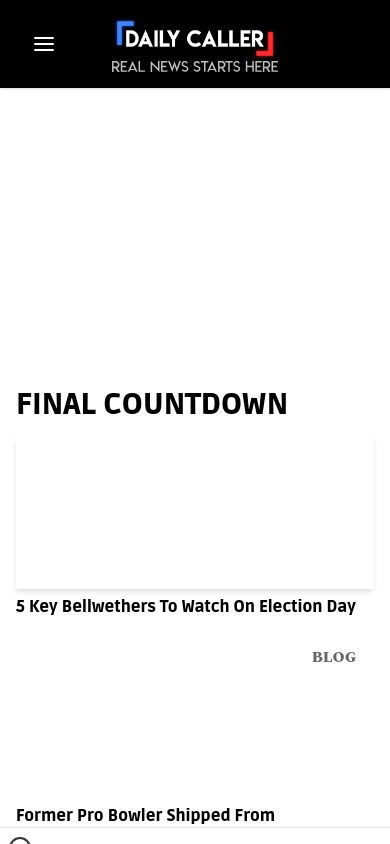 DAILY CALLER
REAL NEWS STARTS HERE
FINAL COUNTDOWN
5 Key Bellwethers To Watch On Election Day
BLOG
Former Pro Bowler Shipped From